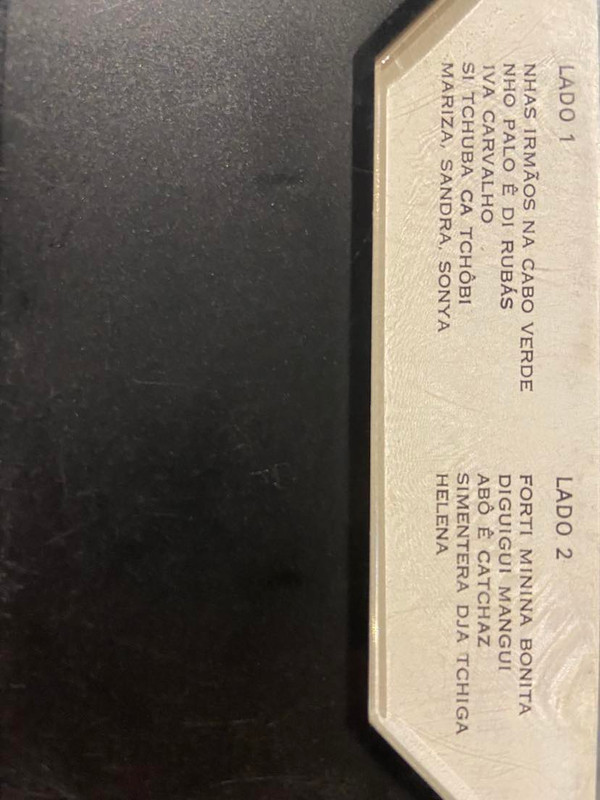 LADO 1
NHAS IRMÃOS NA CABO VERDE
NHO PALO É DI RUBÁS
IVA CARVALHO
SI TCHUBA CA TCHÔBI
MARIZA, SANDRA, SONYA
LADO 2
FORTI MININA BONITA
DIGUIGUI MANGUI
ABÔ É CATCHAZ
SIMENTERA DJA TCHIGA
HELENA